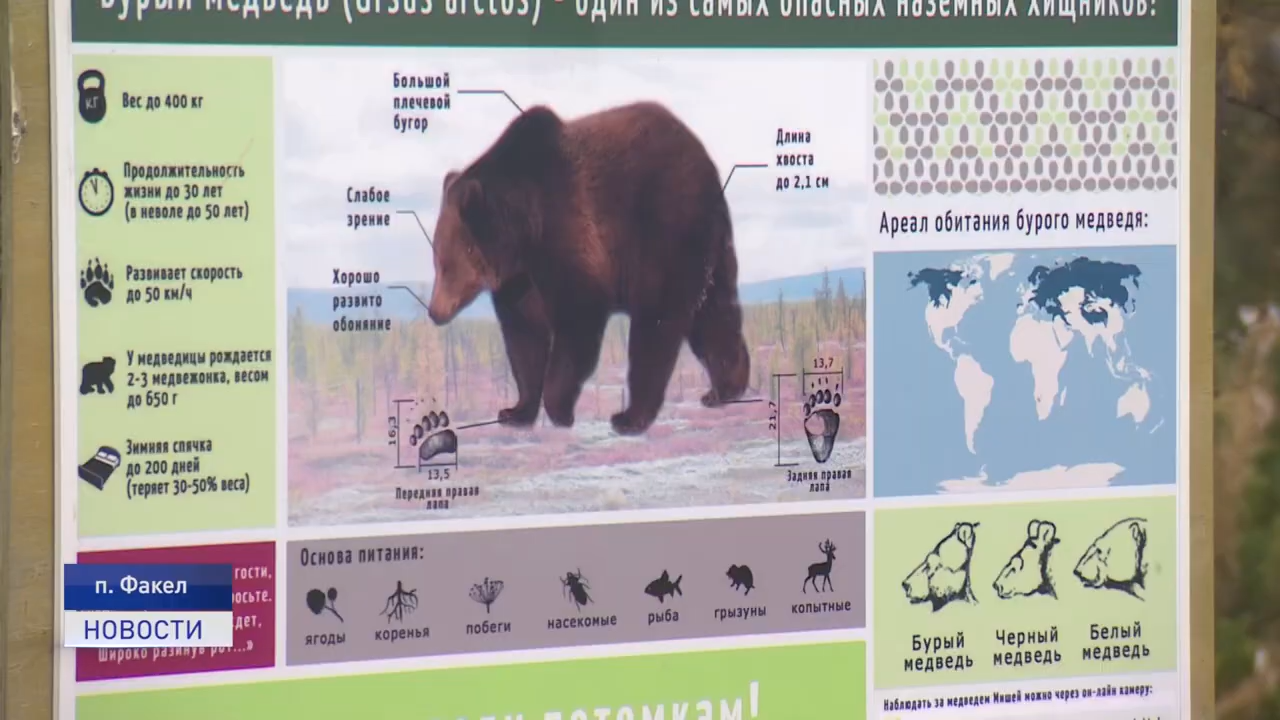 Бурый медведь (Ursus arctos) - один из самых опасных наземных хищников!
кг
Вес до 400 кг
Продолжительность
жизни до 30 лет
(в неволе до 50 лет)
Развивает скорость
до 50 км/ч
У медведицы рождается
2-3 медвежонка, весом
до 650 г
Зимняя спячка
до 200 дней
(теряет 30-50% веса)
Большой
плечевой
бугор
Слабое
зрение
Хорошо
развито
обоняние
Длина
хвоста
до 2,1 см
16,3
13,5
Передняя правая
лапа
13,7
21,7
Задняя правая
лапа
Ареал обитания бурого медведя:
гости,
широко разинув рот...»
п. Факел
НОВОСТИ
Основа питания:
ягоды
коренья
побеги
насекомые
рыба
грызуны
копытные
Бурый
медведь
Черный
медведь
Белый
медведь
Наблюдать за медведем Мишей можно через он-лайн камеру:
потомкам!